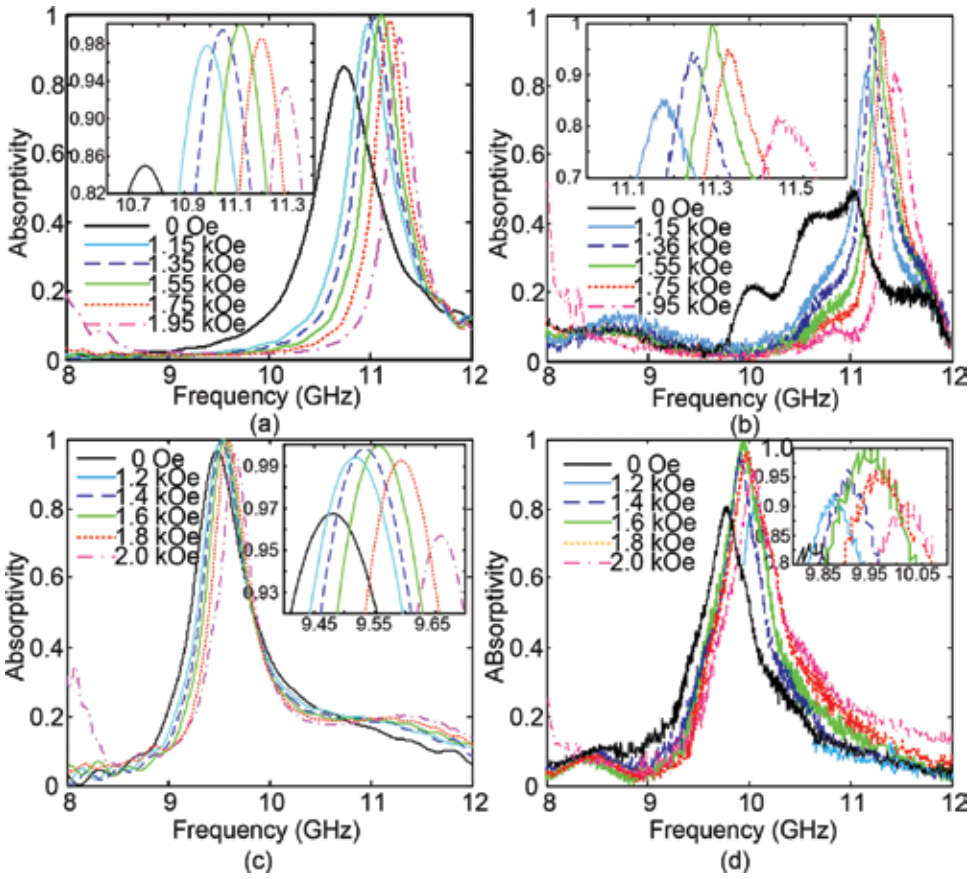 1
0.8
0.6
0.4
0.2
0
Absorptivity
0.98
0.94
0.90
0.86
0.82
10.7 10.9 11.1 11.3
0 Oe
1.15 kOe
1.35 kOe
1.55 kOe
1.75 kOe
1.95 kOe
8 9 10 11 12
Frequency (GHz)
(a)
1
0.8
0.6
0.4
0.2
0
Absorptivity
1
0.9
0.8
0.7
11.1 11.3 11.5
0 Oe
1.15 kOe
1.36 kOe
1.55 kOe
1.75 kOe
1.95 kOe
8 9 10 11 12
Frequency (GHz)
(b)
1
0.8
0.6
0.4
0.2
0
Absorptivity
0 Oe
1.2 kOe
1.4 kOe
1.6 kOe
1.8 kOe
2.0 kOe
0.99
0.97
0.95
0.93
9.45 9.55 9.65
8 9 10 11 12
Frequency (GHz)
(c)
1
0.8
0.6
0.4
0.2
0
ABsorptivity
0 Oe
1.2 kOe
1.4 kOe
1.6 kOe
1.8 kOe
2.0 kOe
1.0
0.95
0.90
0.85
0.8
9.85 9.95 10.05
8 9 10 11 12
Frequency (GHz)
(d)